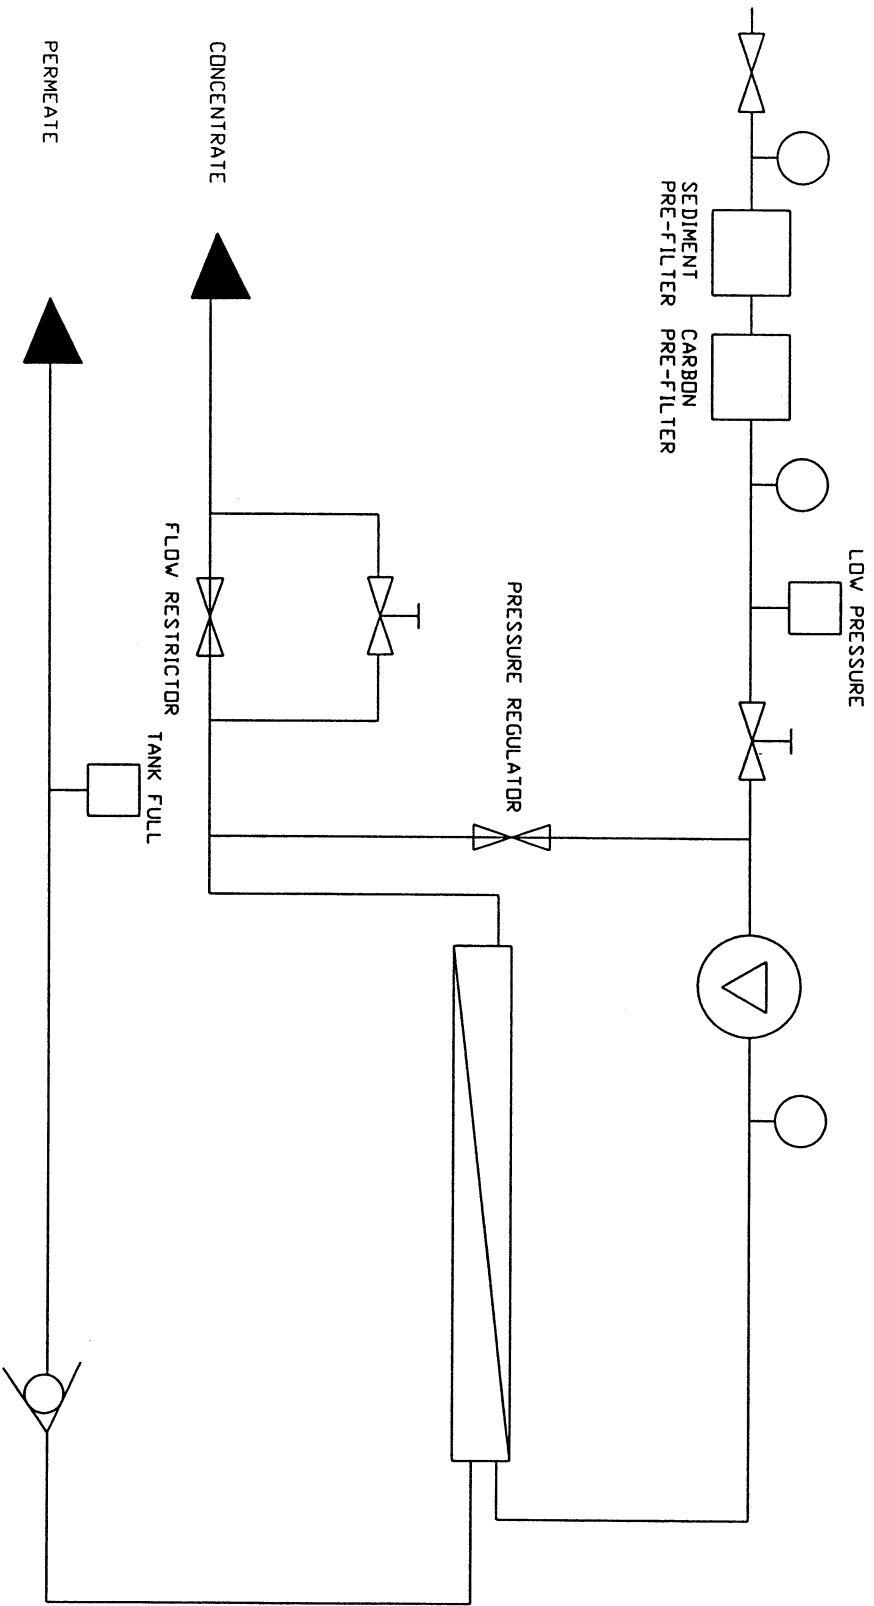 LOW PRESSURE
SEDIMENT
PRE-FILTER
CARBON
PRE-FILTER
PRESSURE REGULATOR
CONCENTRATE
FLOW RESTRICTOR
TANK FULL
PERMEATE